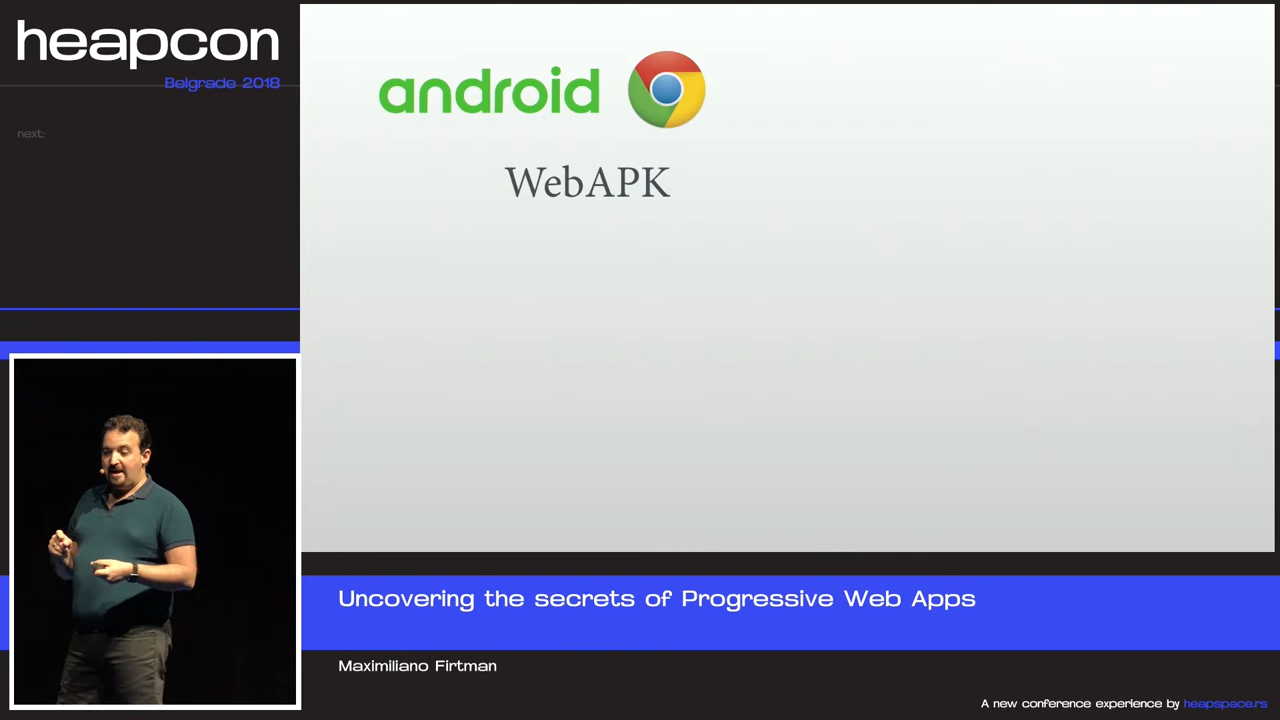 heapcon
Belgrade 2018
next:
android
WebAPK
Uncovering the secrets of Progressive Web Apps
Maximiliano Firtman
A new conference experience by heapspace.rs